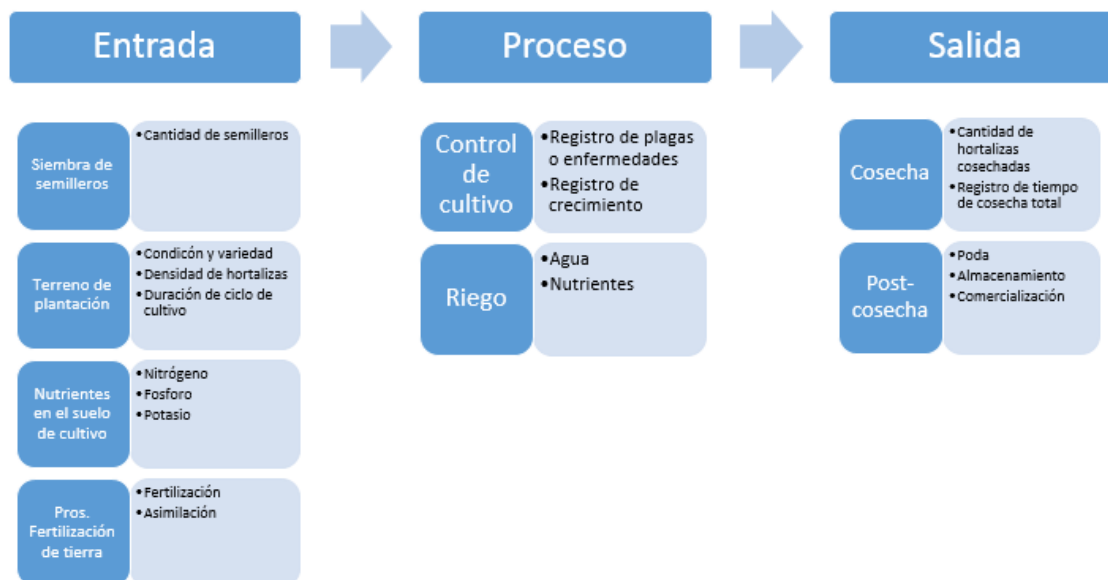 Entrada
Proceso
Salida
Siembra de
semilleros
•Cantidad de semilleros
Terreno de
plantación
•Condicón y variedad
•Densidad de hortalizas
•Duración de ciclo de
cultivo
Nutrientes
en el suelo
de cultivo
•Nitrógeno
•Fosforo
•Potasio
Pros.
Fertilización
de tierra
•Fertilización
•Asimilación
Control
de
cultivo
•Registro de plagas
o enfermedades
•Registro de
crecimiento
Riego
•Agua
•Nutrientes
Cosecha
•Cantidad de
hortalizas
cosechadas
•Registro de tiempo
de cosecha total
Post-
cosecha
•Poda
•Almacenamiento
•Comercialización